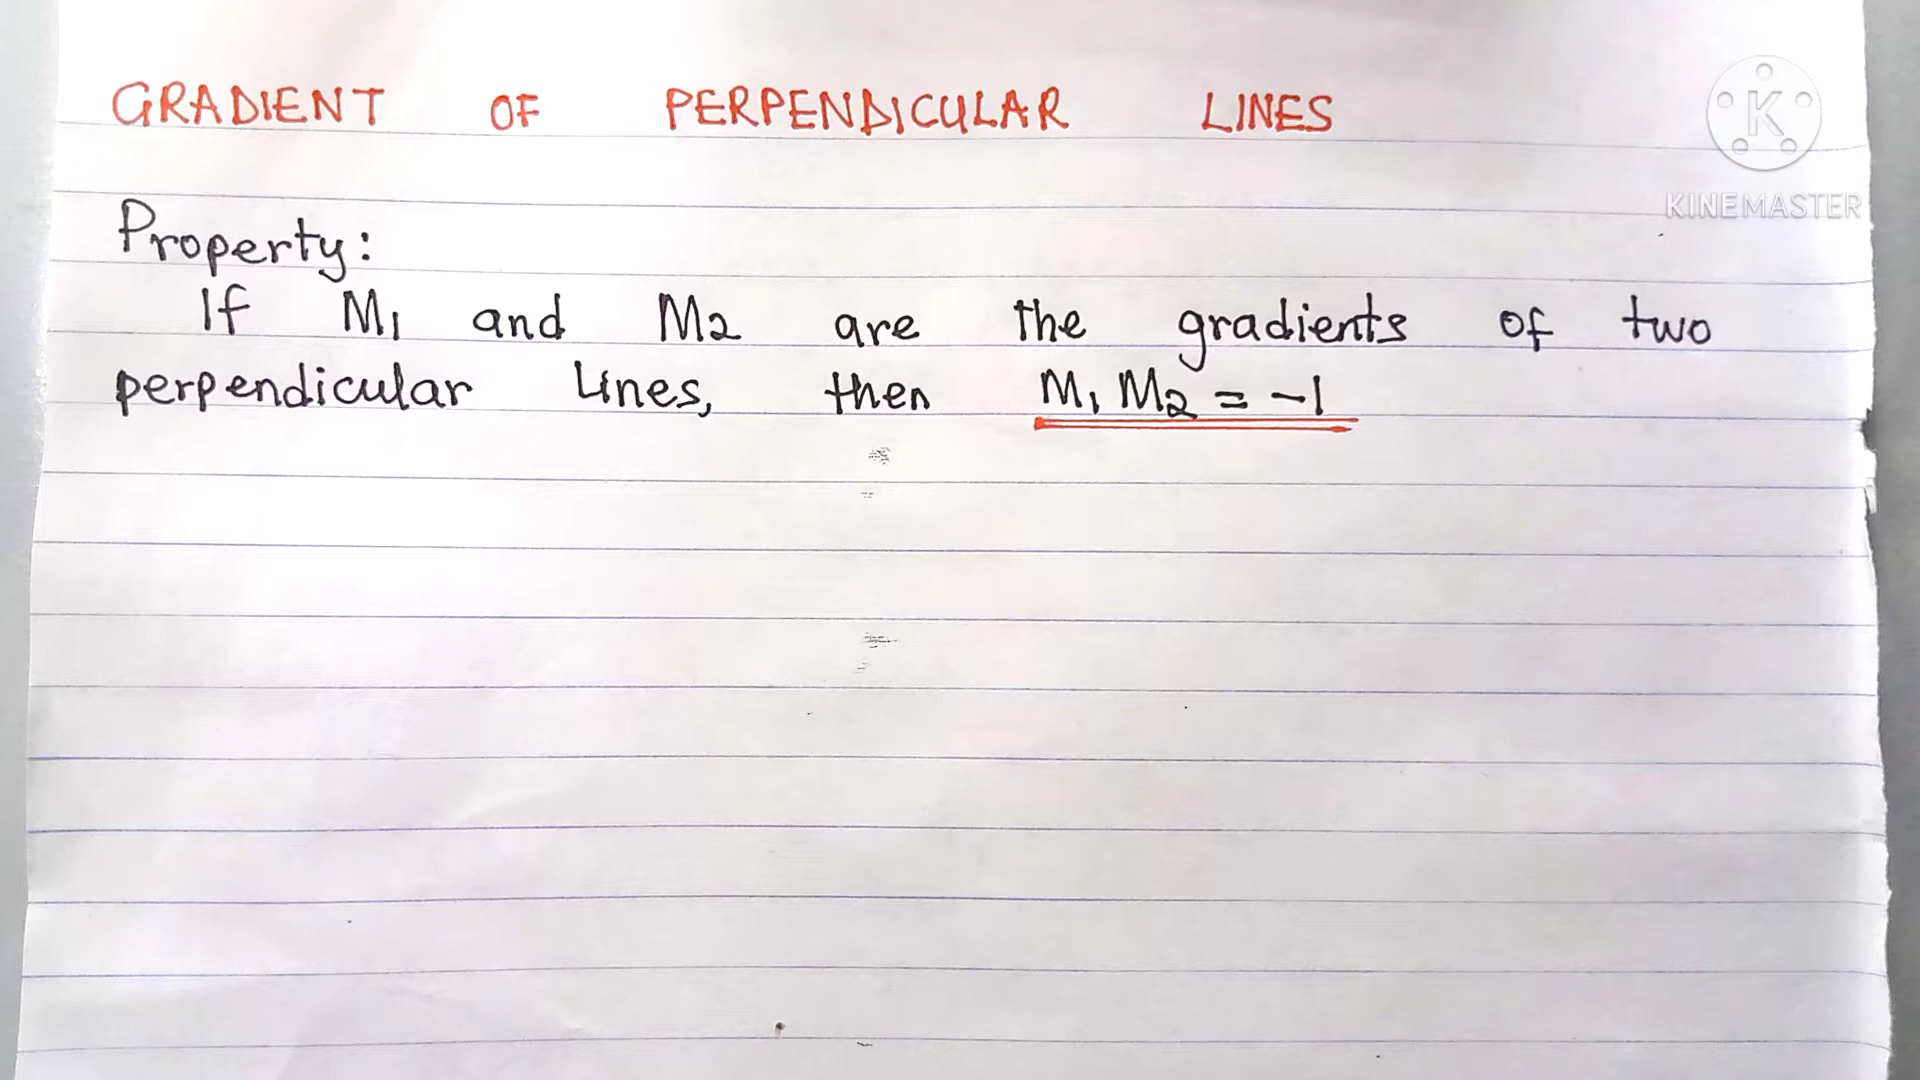 GRADIENT OF PERPENDICULAR LINES
K
KINEMASTER
Property:
If M₁ and M₂ are the gradients of two
perpendicular lines, then M₁ M₂ = -1